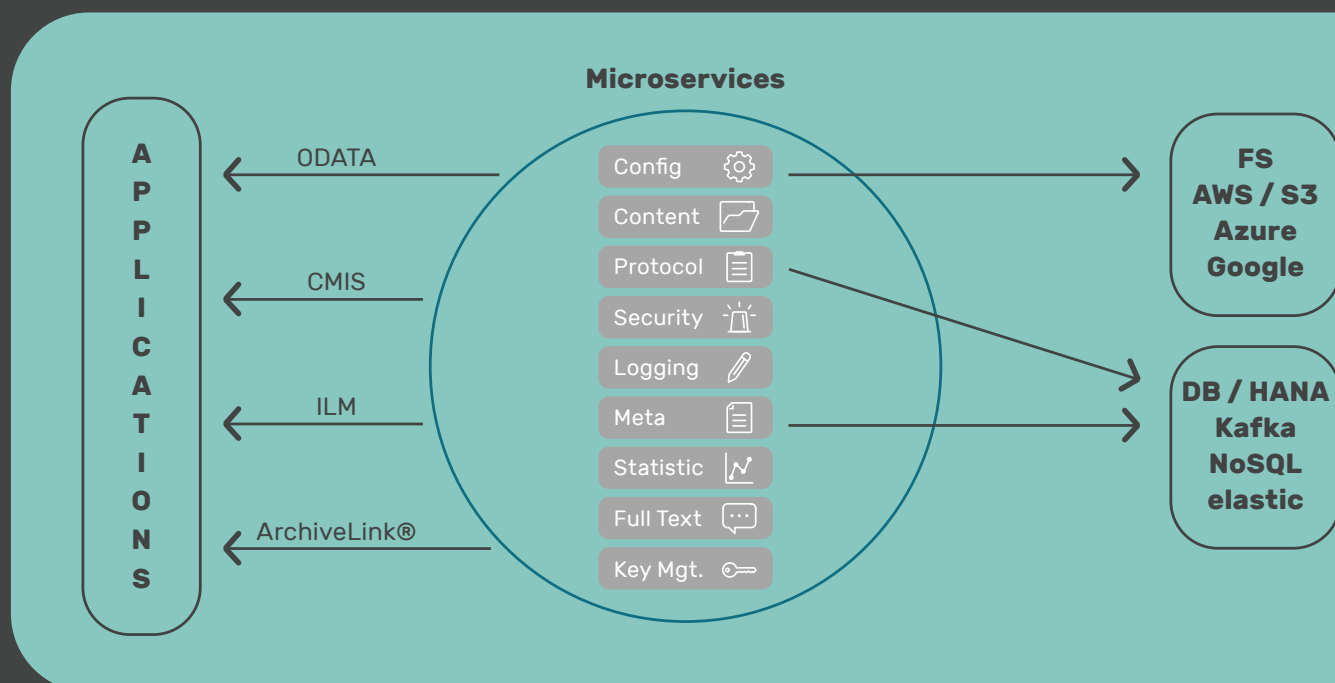 Microservices
APPLICATIONS
ODATA
CMIS
ILM
ArchiveLink®
Config
Content
Protocol
Security
Logging
Meta
Statistic
Full Text
Key Mgt.
FS
AWS / S3
Azure
Google
DB / HANA
Kafka
NoSQL
elastic